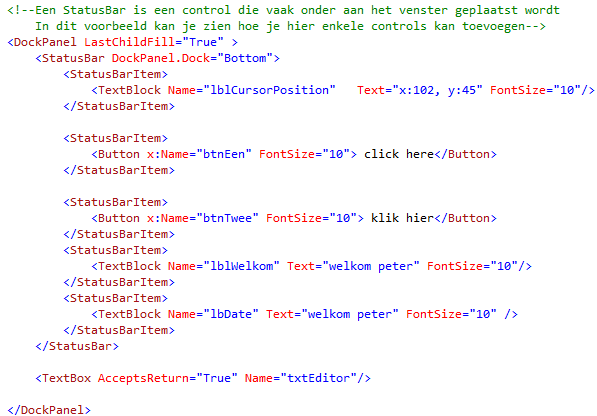 <!--Een StatusBar is een control die vaak onder aan het venster geplaatst wordt
    In dit voorbeeld kan je zien hoe je hier enkele controls kan toevoegen-->
<DockPanel LastChildFill="True" >
    <StatusBar DockPanel.Dock="Bottom">
        <StatusBarItem>
            <TextBlock Name="lblCursorPosition"   Text="x:102, y:45" FontSize="10"/>
        </StatusBarItem>

        <StatusBarItem>
            <Button x:Name="btnEen" FontSize="10"> click here</Button>
        </StatusBarItem>

        <StatusBarItem>
            <Button x:Name="btnTwee" FontSize="10"> klik hier</Button>
        </StatusBarItem>
        <StatusBarItem>
            <TextBlock Name="lblWelkom" Text="welkom peter" FontSize="10"/>
        </StatusBarItem>
        <StatusBarItem>
            <TextBlock Name="lbDate" Text="welkom peter" FontSize="10" />
        </StatusBarItem>
    </StatusBar>

    <TextBox AcceptsReturn="True" Name="txtEditor"/>

</DockPanel>